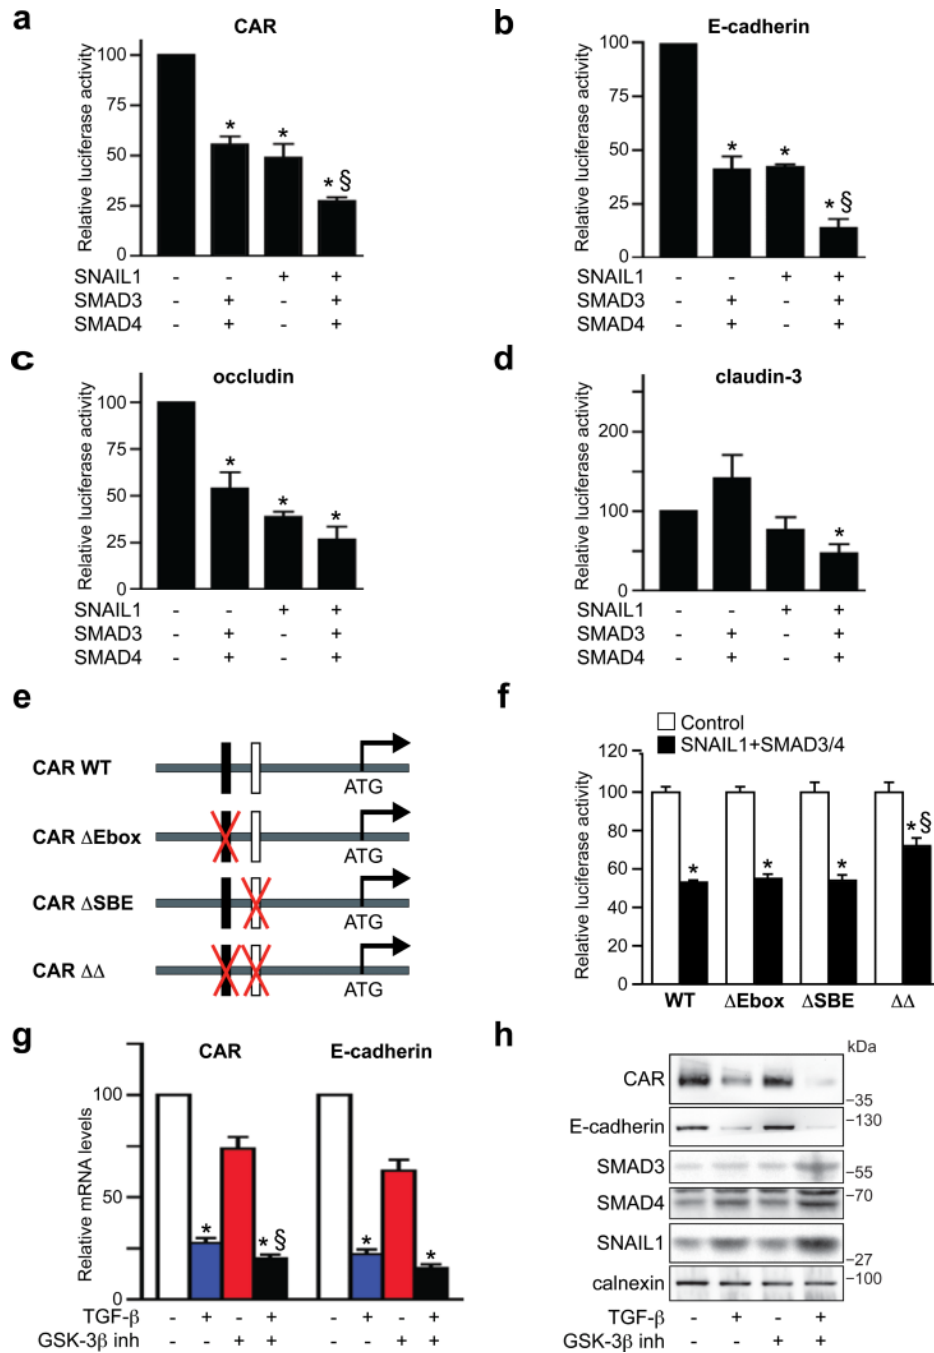 a
CAR
Relative luciferase activity
100
75
50
25
0
*
*
* §
SNAIL1 - - + +
SMAD3 - + - +
SMAD4 - + - +
b
E-cadherin
Relative luciferase activity
100
75
50
25
0
*
*
* §
SNAIL1 - - + +
SMAD3 - + - +
SMAD4 - + - +
c
occludin
Relative luciferase activity
100
75
50
25
0
*
*
*
SNAIL1 - - + +
SMAD3 - + - +
SMAD4 - + - +
d
claudin-3
Relative luciferase activity
200
100
0
*
SNAIL1 - - + +
SMAD3 - + - +
SMAD4 - + - +
e
CAR WT
ATG
CAR ΔEbox
ATG
CAR ΔSBE
ATG
CAR ΔΔ
ATG
f
Control
SNAIL1+SMAD3/4
Relative luciferase activity
120
100
80
60
40
20
0
*
*
*
* §
WT ΔEbox ΔSBE ΔΔ
g
CAR E-cadherin
Relative mRNA levels
100
50
0
*
* §
*
*
TGF-β - + - + - + - +
GSK-3β inh - - + + - - + +
h
kDa
CAR
–35
E-cadherin –130
SMAD3
–55
SMAD4 –70
SNAIL1
–27
calnexin –100
TGF-β - + - +
GSK-3β inh - - + +